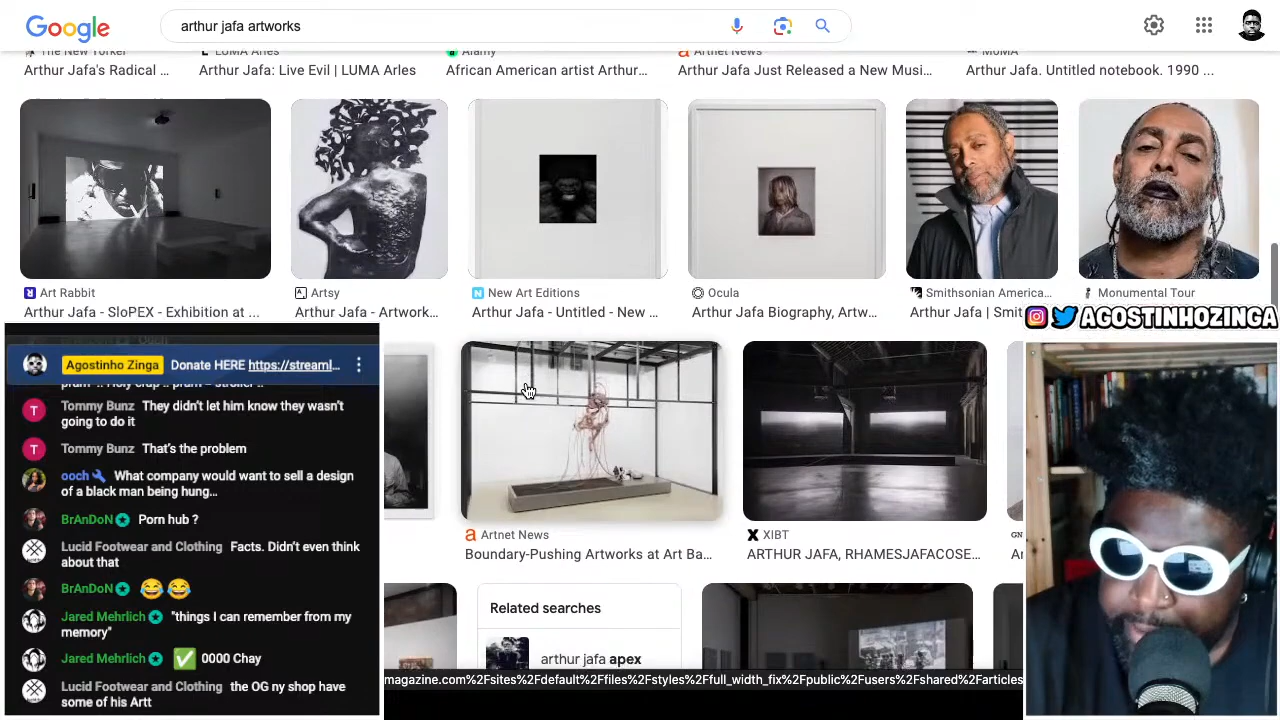 Google
arthur jafa artworks
The New Yorker
LUMA Arles
Alamy
Artnet News
MoMA
Arthur Jafa's Radical ...
Arthur Jafa: Live Evil | LUMA Arles
African American artist Arthur...
Arthur Jafa Just Released a New Musi...
Arthur Jafa. Untitled notebook. 1990 ...
Art Rabbit
Artsy
New Art Editions
Ocula
Smithsonian America...
Monumental Tour
Arthur Jafa - SloPEX - Exhibition at ...
Arthur Jafa - Artwork...
Arthur Jafa - Untitled - New ...
Arthur Jafa Biography, Artw...
Arthur Jafa | Smit
AGOSTINHOZINGA
Agostinho Zinga Donate HERE https://streaml...
pram .. Holy crap .. pram = stroller ..
Tommy Bunz They didn't let him know they wasn't
going to do it
Tommy Bunz That's the problem
ooch What company would want to sell a design
of a black man being hung...
BrAnDoN Porn hub ?
Lucid Footwear and Clothing Facts. Didn't even think
about that
BrAnDoN 😂😂
Jared Mehrlich "things I can remember from my
memory"
Jared Mehrlich ✅ 0000 Chay
Lucid Footwear and Clothing the OG ny shop have
some of his Artt
Artnet News
XIBT
Boundary-Pushing Artworks at Art Ba...
ARTHUR JAFA, RHAMESJAFACOSE...
Related searches
arthur jafa apex
magazine.com%2Fsites%2Fdefault%2Ffiles%2Fstyles%2Ffull_width_fix%2Fpublic%2Fusers%2Fshared%2Farticles